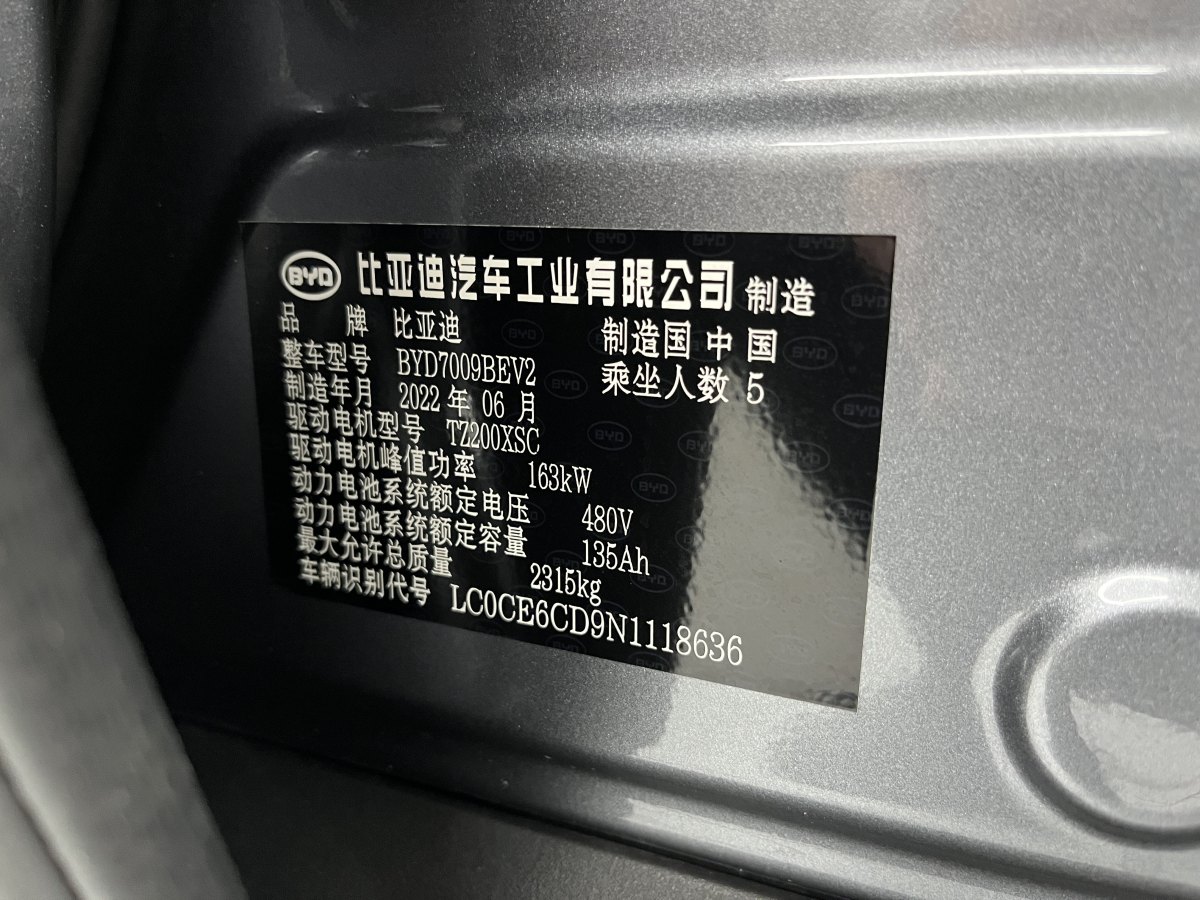 BYD 比亚迪汽车工业有限公司 制造
品 牌 比亚迪 制造国 中国
整车型号 BYD7009BEV2 乘坐人数 5
制造年月 2022 年 06 月
驱动电机型号 TZ200XSC
驱动电机峰值功率 163kW
动力电池系统额定电压 480V
动力电池系统额定容量 135Ah
最大允许总质量 2315kg
车辆识别代号 LC0CE6CD9N1118636